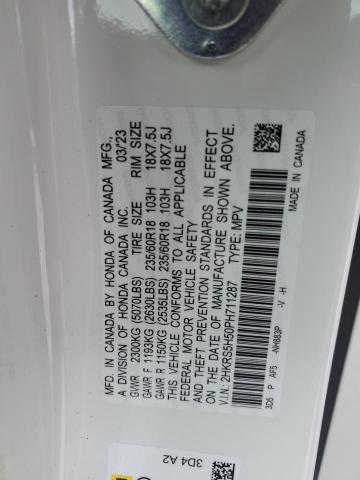 MFD. IN CANADA BY HONDA OF CANADA MFG.,
A DIVISION OF HONDA CANADA INC. 03/23
GVWR 2300KG (5070LBS) TIRE SIZE RIM SIZE
GAWR F 1193KG (2630LBS) 235/60R18 103H 18X7.5J
GAWR R 1150KG (2535LBS) 235/60R18 103H 18X7.5J
THIS VEHICLE CONFORMS TO ALL APPLICABLE
FEDERAL MOTOR VEHICLE SAFETY
AND THEFT PREVENTION STANDARDS IN EFFECT
ON THE DATE OF MANUFACTURE SHOWN ABOVE.
V.I.N: 2HKRS5H50PH711287 TYPE: MPV
3D5 P AF5 -NH883P -V -H
MADE IN CANADA
3D4 A2